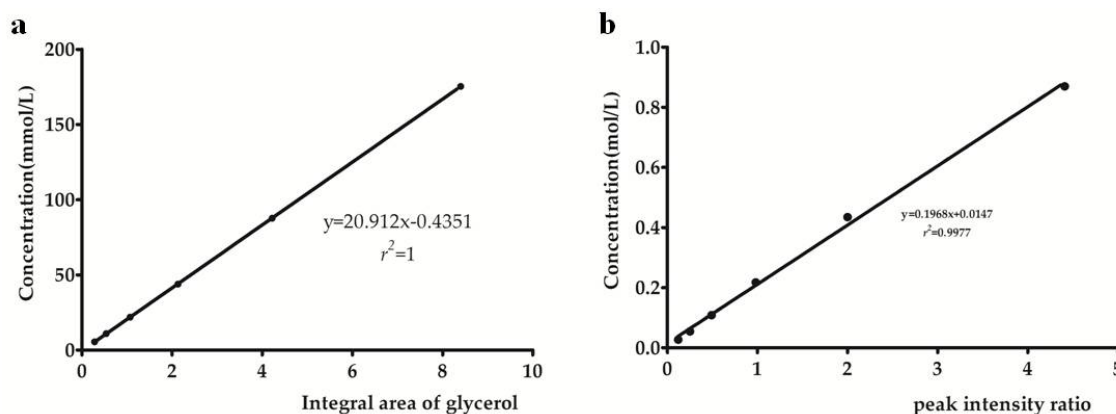 a
200
150
100
50
0
0 2 4 6 8 10
Concentration(mmol/L)
y=20.912x-0.4351
r²=1
Integral area of glycerol
b
1.0
0.8
0.6
0.4
0.2
0.0
0 1 2 3 4 5
Concentration(mol/L)
y=0.1968x+0.0147
r²=0.9977
peak intensity ratio